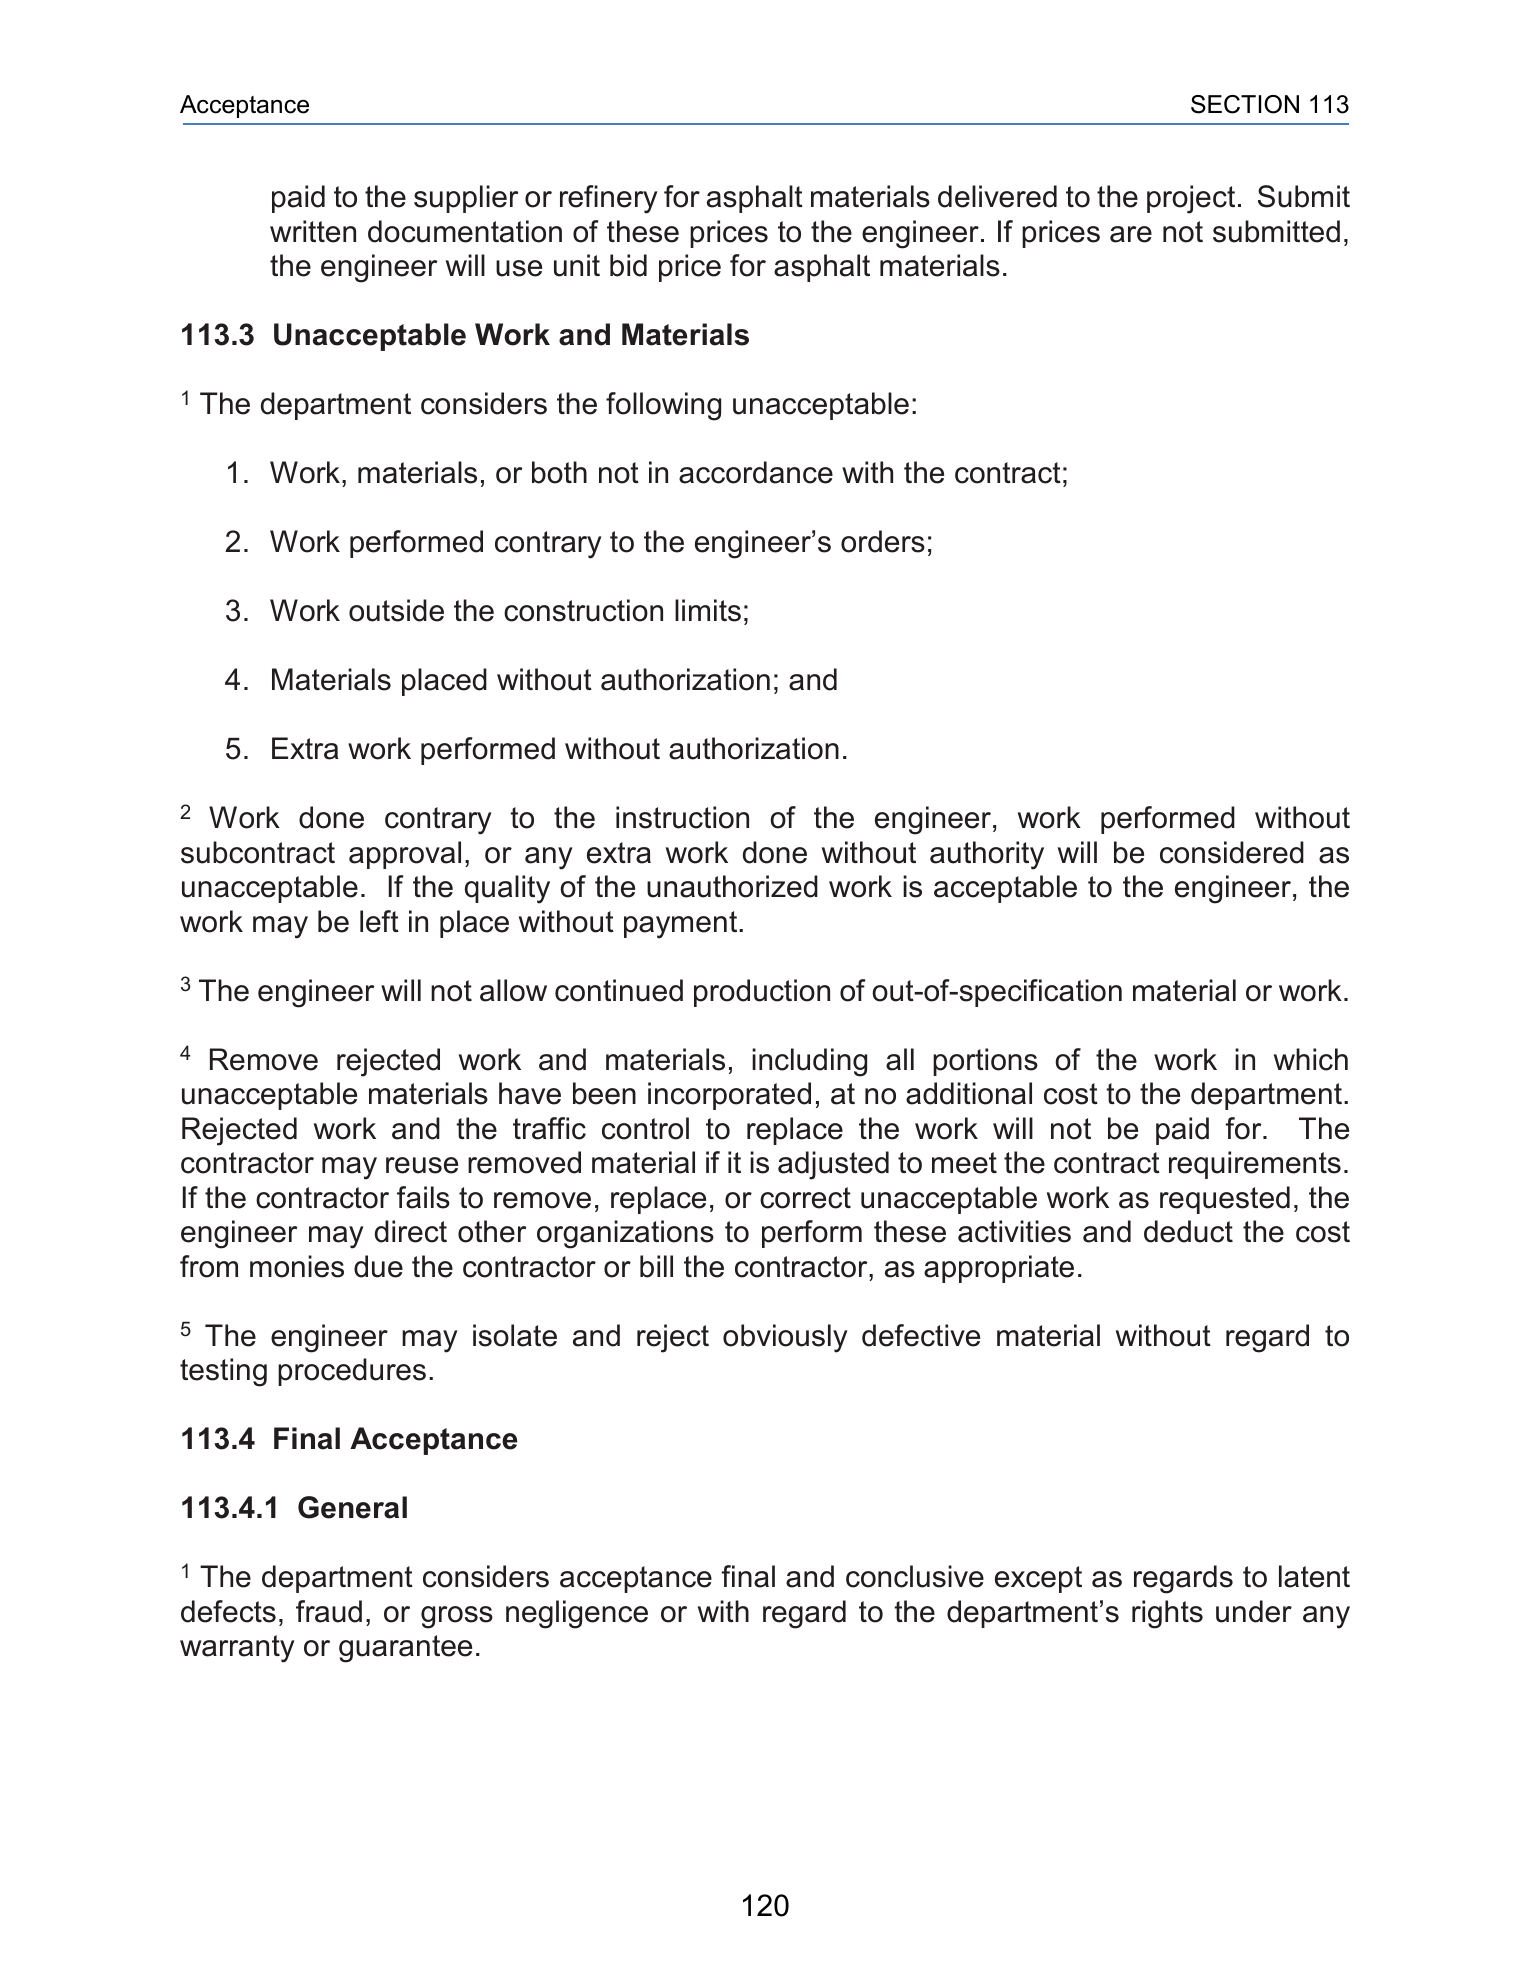 Acceptance SECTION 113
paid to the supplier or refinery for asphalt materials delivered to the project.  Submit
written documentation of these prices to the engineer. If prices are not submitted,
the engineer will use unit bid price for asphalt materials.
113.3  Unacceptable Work and Materials
1 The department considers the following unacceptable:
1. Work, materials, or both not in accordance with the contract;
2. Work performed contrary to the engineer’s orders;
3. Work outside the construction limits;
4. Materials placed without authorization; and
5. Extra work performed without authorization.
2 Work done contrary to the instruction of the engineer, work performed without
subcontract approval, or any extra work done without authority will be considered as
unacceptable.  If the quality of the unauthorized work is acceptable to the engineer, the
work may be left in place without payment.
3 The engineer will not allow continued production of out-of-specification material or work.
4 Remove rejected work and materials, including all portions of the work in which
unacceptable materials have been incorporated, at no additional cost to the department.
Rejected work and the traffic control to replace the work will not be paid for.  The
contractor may reuse removed material if it is adjusted to meet the contract requirements.
If the contractor fails to remove, replace, or correct unacceptable work as requested, the
engineer may direct other organizations to perform these activities and deduct the cost
from monies due the contractor or bill the contractor, as appropriate.
5 The engineer may isolate and reject obviously defective material without regard to
testing procedures.
113.4  Final Acceptance
113.4.1  General
1 The department considers acceptance final and conclusive except as regards to latent
defects, fraud, or gross negligence or with regard to the department’s rights under any
warranty or guarantee.
120